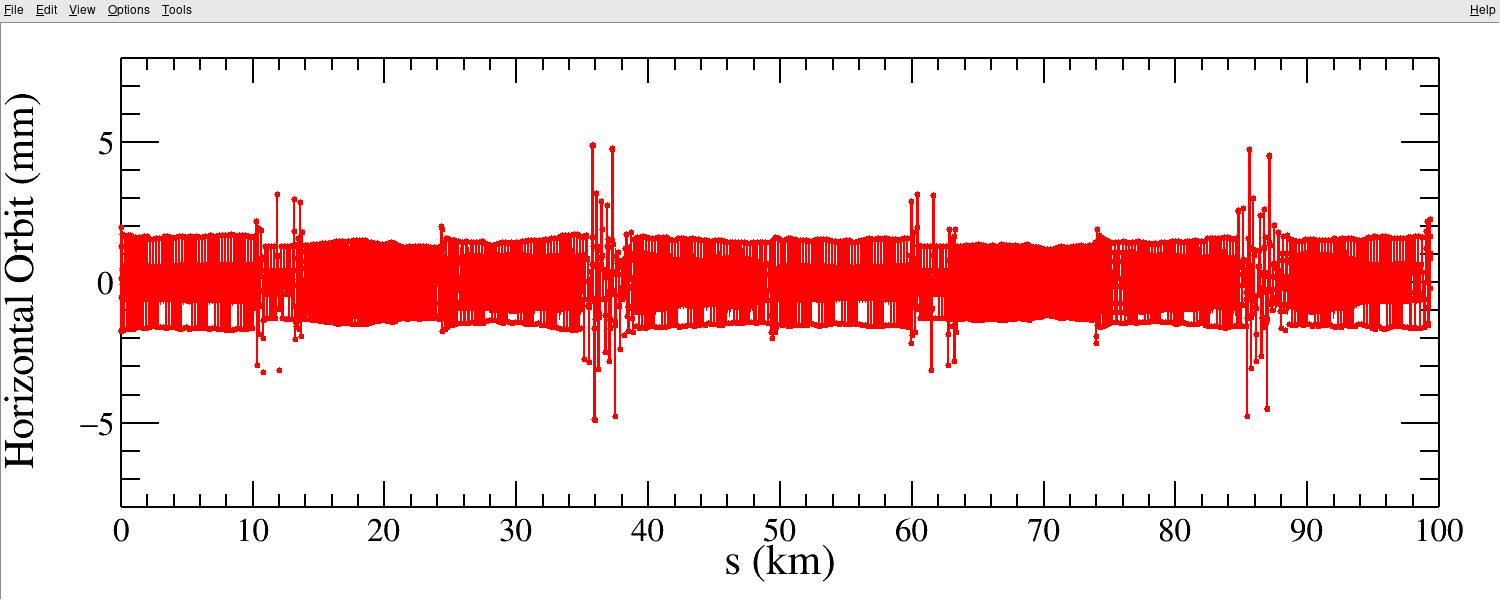 File Edit View Options Tools Help
Horizontal Orbit (mm)
5
0
−5
0 10 20 30 40 50 60 70 80 90 100
s (km)